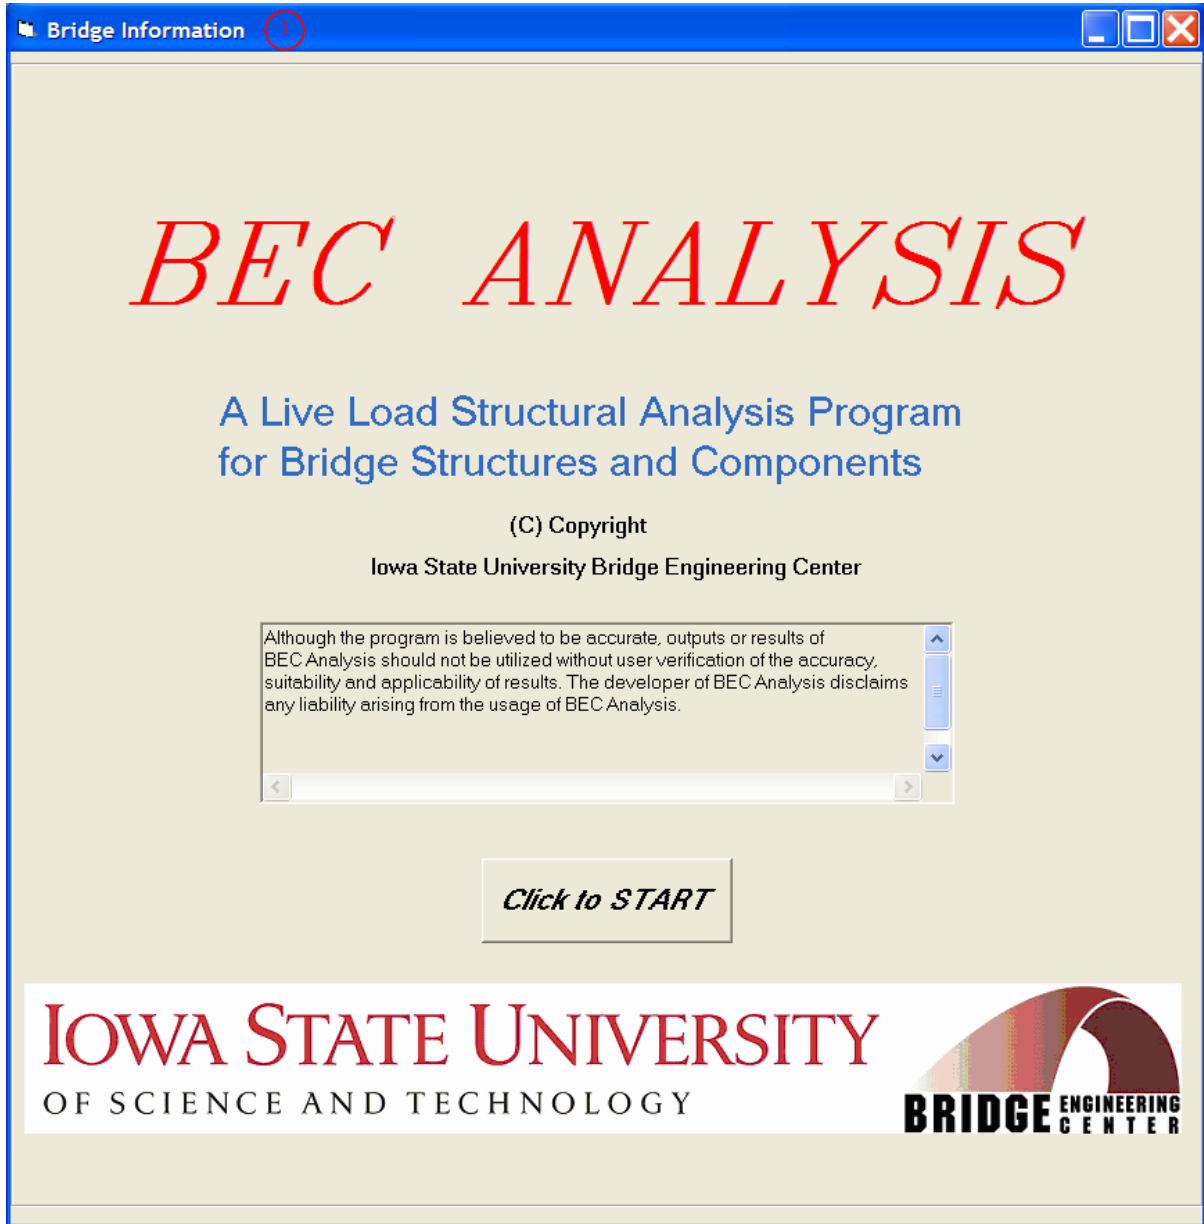 Bridge Information 1
BEC ANALYSIS
A Live Load Structural Analysis Program
for Bridge Structures and Components
(C) Copyright
Iowa State University Bridge Engineering Center
Although the program is believed to be accurate, outputs or results of
BEC Analysis should not be utilized without user verification of the accuracy,
suitability and applicability of results. The developer of BEC Analysis disclaims
any liability arising from the usage of BEC Analysis.
Click to START
IOWA STATE UNIVERSITY
OF SCIENCE AND TECHNOLOGY
BRIDGE ENGINEERING
CENTER